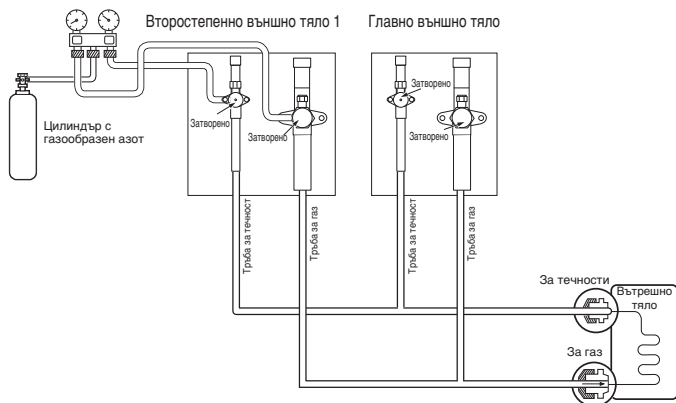 Второстепенно външно тяло 1
Главно външно тяло
Цилиндър с
газообразен азот
Затворено
Затворено
Затворено
Затворено
Тръба за течност
Тръба за газ
Тръба за течност
Тръба за газ
За течности
Вътрешно
тяло
За газ